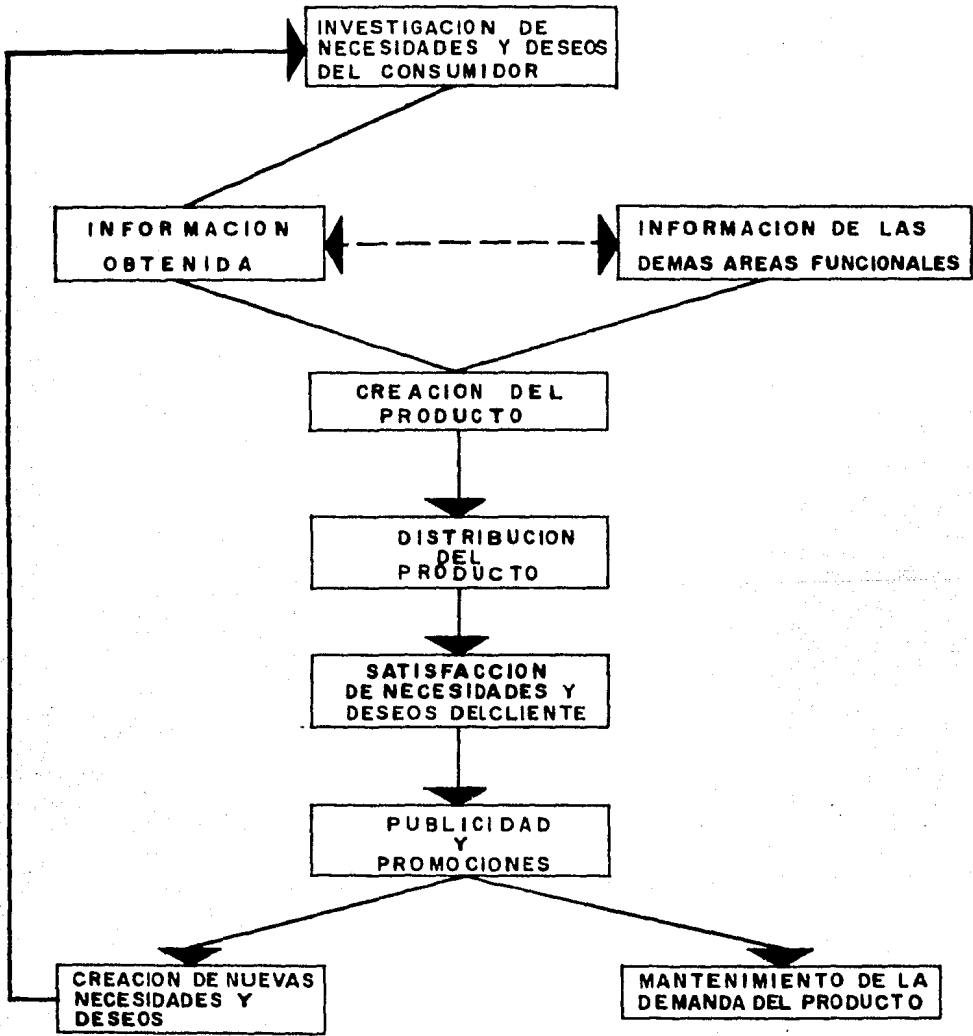 INVESTIGACION DE
NECESIDADES Y DESEOS
DEL CONSUMIDOR
INFORMACION
OBTENIDA
INFORMACION DE LAS
DEMAS AREAS FUNCIONALES
CREACION DEL
PRODUCTO
DISTRIBUCION
DEL
PRODUCTO
SATISFACCION
DE NECESIDADES Y
DESEOS DELCLIENTE
PUBLICIDAD
Y
PROMOCIONES
CREACION DE NUEVAS
NECESIDADES Y
DESEOS
MANTENIMIENTO DE LA
DEMANDA DEL PRODUCTO